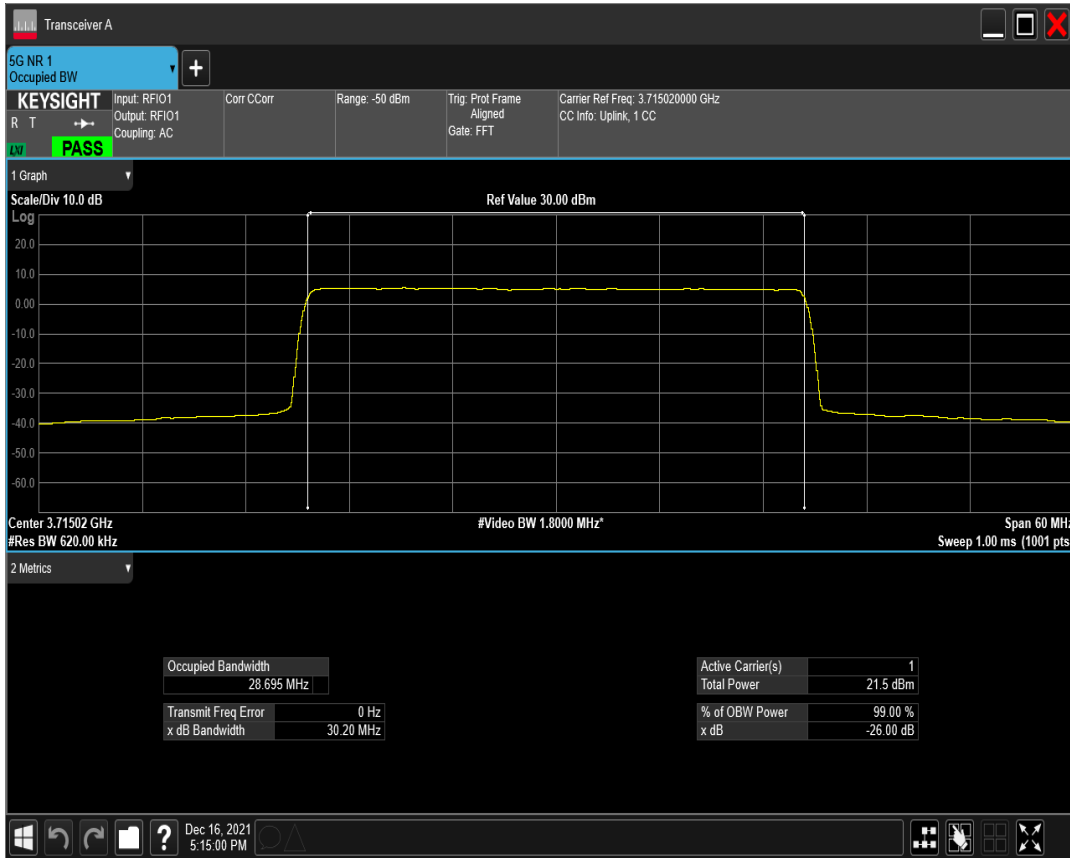 Transceiver A
5G NR 1
Occupied BW
+
KEYSIGHT
R T
LXI
PASS
Input: RFIO1
Output: RFIO1
Coupling: AC
Corr CCorr
Range: -50 dBm
Trig: Prot Frame
Aligned
Gate: FFT
Carrier Ref Freq: 3.715020000 GHz
CC Info: Uplink, 1 CC
1 Graph
Scale/Div 10.0 dB
Ref Value 30.00 dBm
Log
20.0
10.0
0.00
-10.0
-20.0
-30.0
-40.0
-50.0
-60.0
Center 3.71502 GHz
#Video BW 1.8000 MHz*
Span 60 MHz
#Res BW 620.00 kHz
Sweep 1.00 ms (1001 pts
2 Metrics
Occupied Bandwidth
28.695 MHz
Transmit Freq Error 0 Hz
x dB Bandwidth 30.20 MHz
Active Carrier(s) 1
Total Power 21.5 dBm
% of OBW Power 99.00 %
x dB -26.00 dB
?
Dec 16, 2021
5:15:00 PM